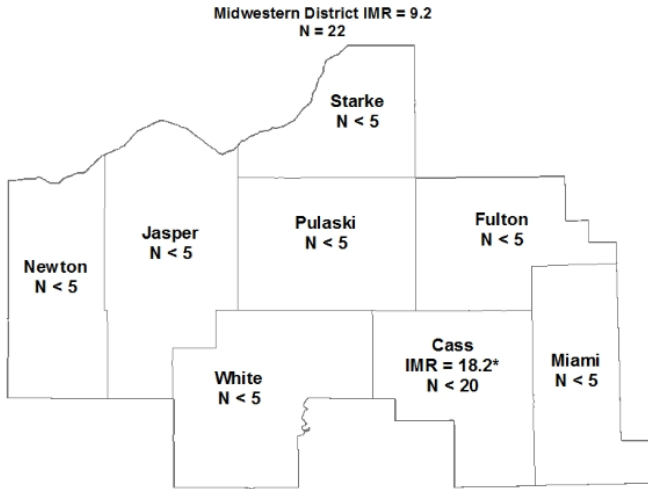 Midwestern District IMR = 9.2
N = 22
Starke
N < 5
Jasper
N < 5
Pulaski
N < 5
Fulton
N < 5
Newton
N < 5
Cass
IMR = 18.2*
N < 20
White
N < 5
Miami
N < 5